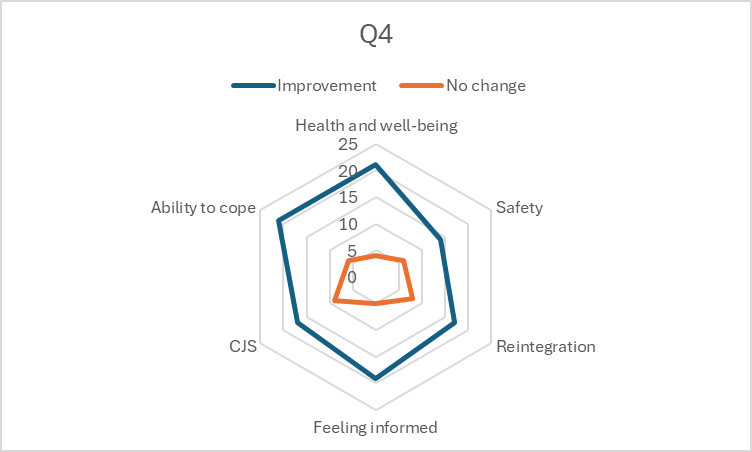 Q4
Improvement No change
Health and well-being
25
20
Ability to cope 15 Safety
10
5
0
CJS Reintegration
Feeling informed